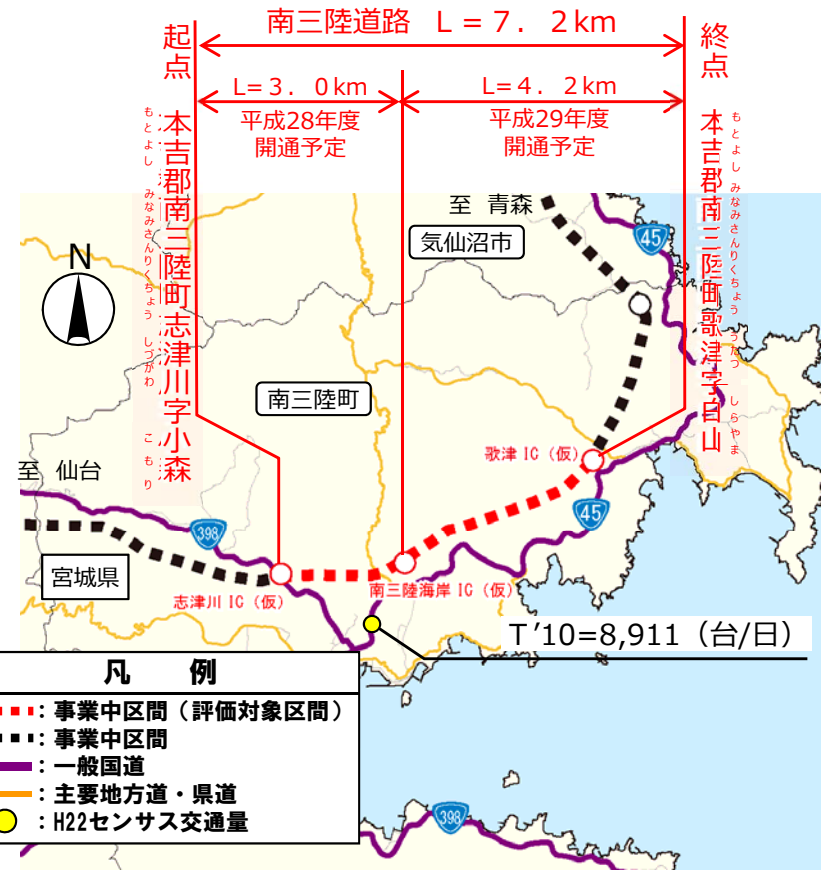 南三陸道路 L=7.2km
起点
終点
L=3.0km
L=4.2km
平成28年度
開通予定
平成29年度
開通予定
本吉郡南三陸町志津川字小森
もとよし みなみさんりくちょう しづがわ こもり
本吉郡南三陸町歌津字白山
もとよし みなみさんりくちょう うたつ しらやま
至 青森
45
気仙沼市
N
南三陸町
歌津 IC (仮)
至 仙台
398
45
宮城県
志津川 IC (仮)
南三陸海岸 IC (仮)
T'10=8,911(台/日)
凡 例
:事業中区間(評価対象区間)
:事業中区間
:一般国道
:主要地方道・県道
:H22センサス交通量
398